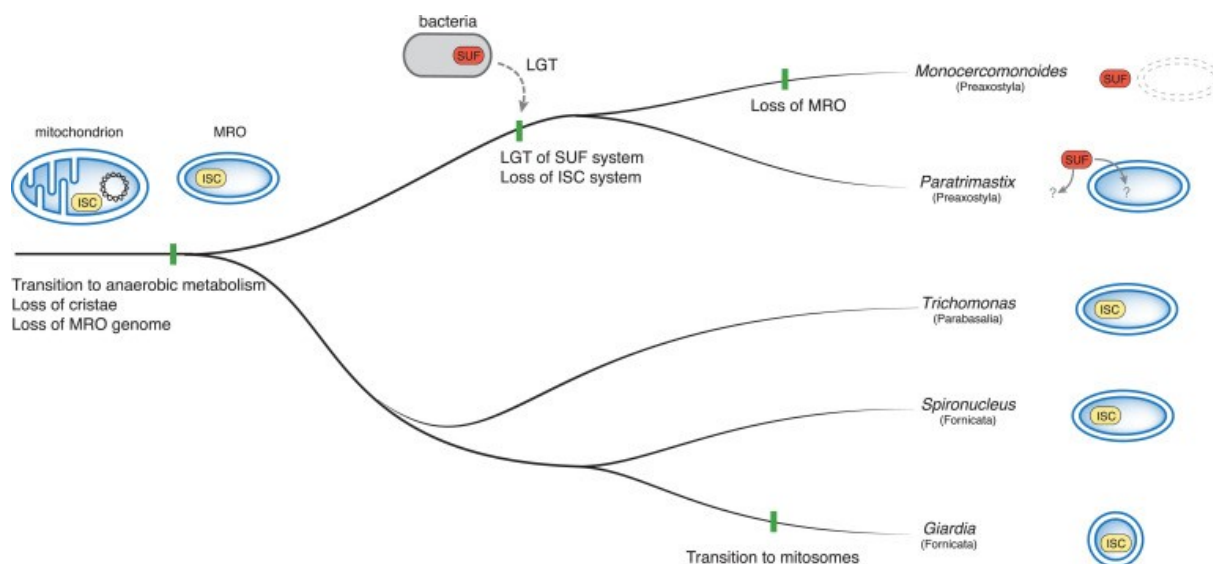 bacteria
SUF
LGT
mitochondrion
MRO
ISC
ISC
Transition to anaerobic metabolism
Loss of cristae
Loss of MRO genome
LGT of SUF system
Loss of ISC system
Loss of MRO
Monocercomonoides
(Preaxostyla)
SUF
Paratrimastix
(Preaxostyla)
SUF
? ?
Trichomonas
(Parabasalia)
ISC
Spironucleus
(Fornicata)
ISC
Transition to mitosomes
Giardia
(Fornicata)
ISC